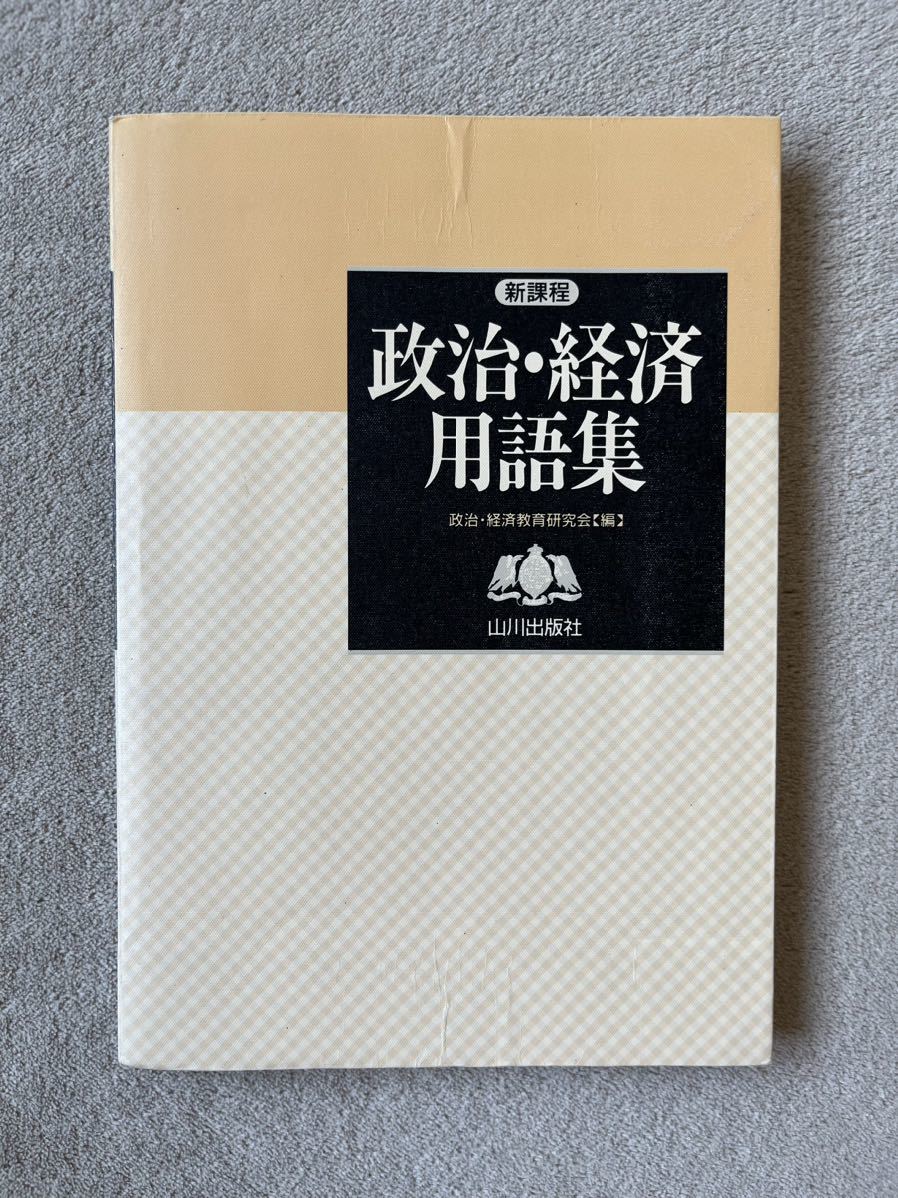 新課程
政治・経済
用語集
政治・経済教育研究会【編】
山川出版社